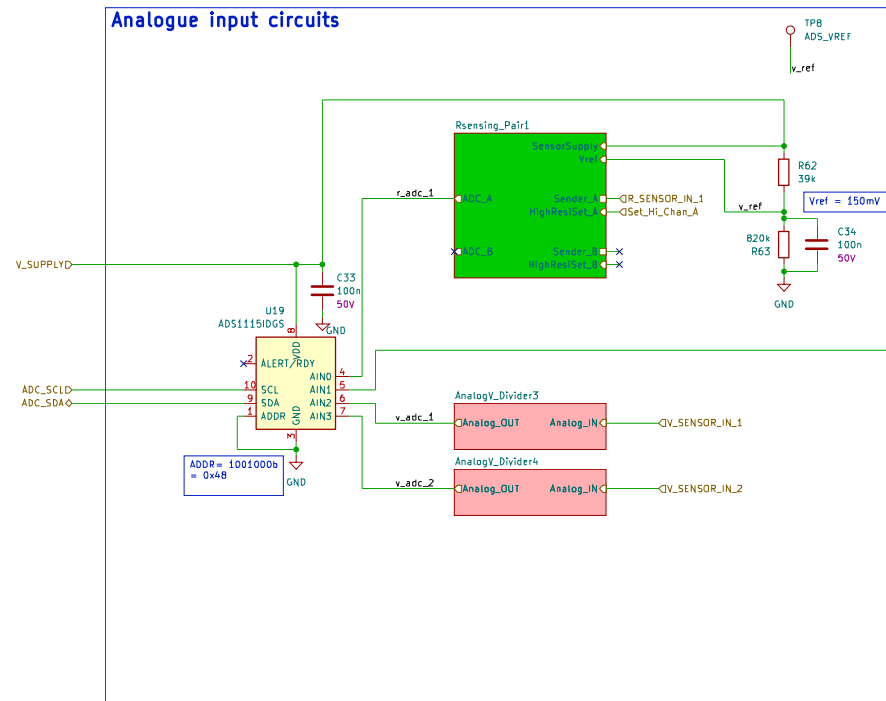 Analogue input circuits
TP8
ADS_VREF
v_ref
Rsensing_Pair1
SensorSupply
Vref
R62
39k
r_adc_1
ADC_A
Sender_A
R_SENSOR_IN_1
HighResiSet_A
Set_Hi_Chan_A
v_ref
Vref = 150mV
ADC_B
Sender_B
HighResiSet_B
820k
R63
C34
100n
50V
GND
V_SUPPLY
C33
100n
50V
GND
U19
ADS1115IDGS
8
VDD
2
ALERT/RDY
AIN0
4
ADC_SCL
10
SCL
AIN1
5
ADC_SDA
9
SDA
AIN2
6
1
ADDR
GND
AIN3
7
3
GND
ADDR= 1001000b
= 0x48
AnalogV_Divider3
v_adc_1
Analog_OUT
Analog_IN
V_SENSOR_IN_1
AnalogV_Divider4
v_adc_2
Analog_OUT
Analog_IN
V_SENSOR_IN_2